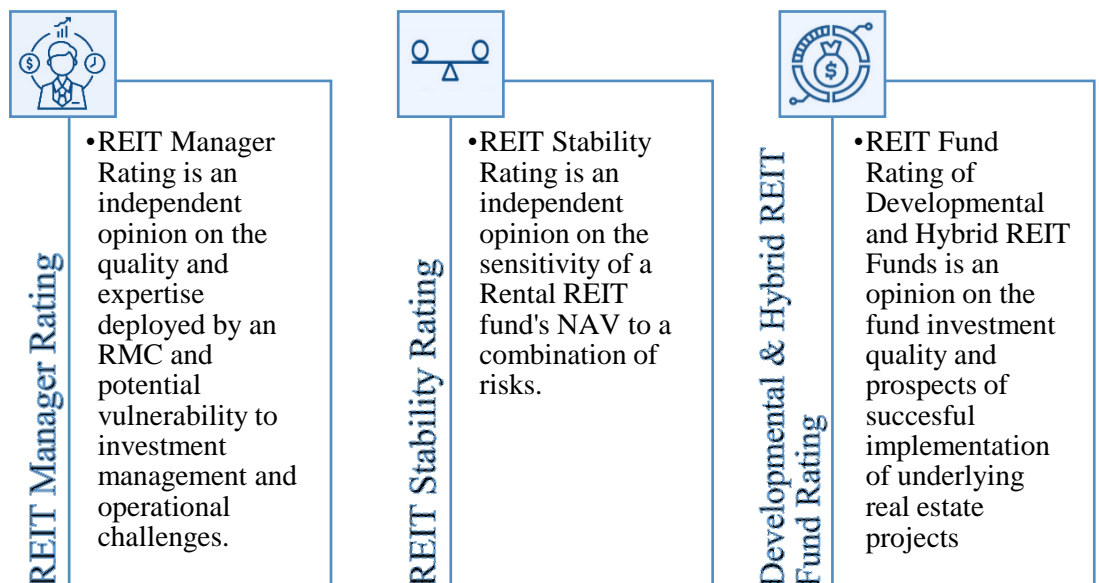 REIT Manager Rating
•REIT Manager
Rating is an
independent
opinion on the
quality and
expertise
deployed by an
RMC and
potential
vulnerability to
investment
management and
operational
challenges.
REIT Stability Rating
•REIT Stability
Rating is an
independent
opinion on the
sensitivity of a
Rental REIT
fund's NAV to a
combination of
risks.
Developmental & Hybrid REIT
Fund Rating
•REIT Fund
Rating of
Developmental
and Hybrid REIT
Funds is an
opinion on the
fund investment
quality and
prospects of
succesful
implementation
of underlying
real estate
projects